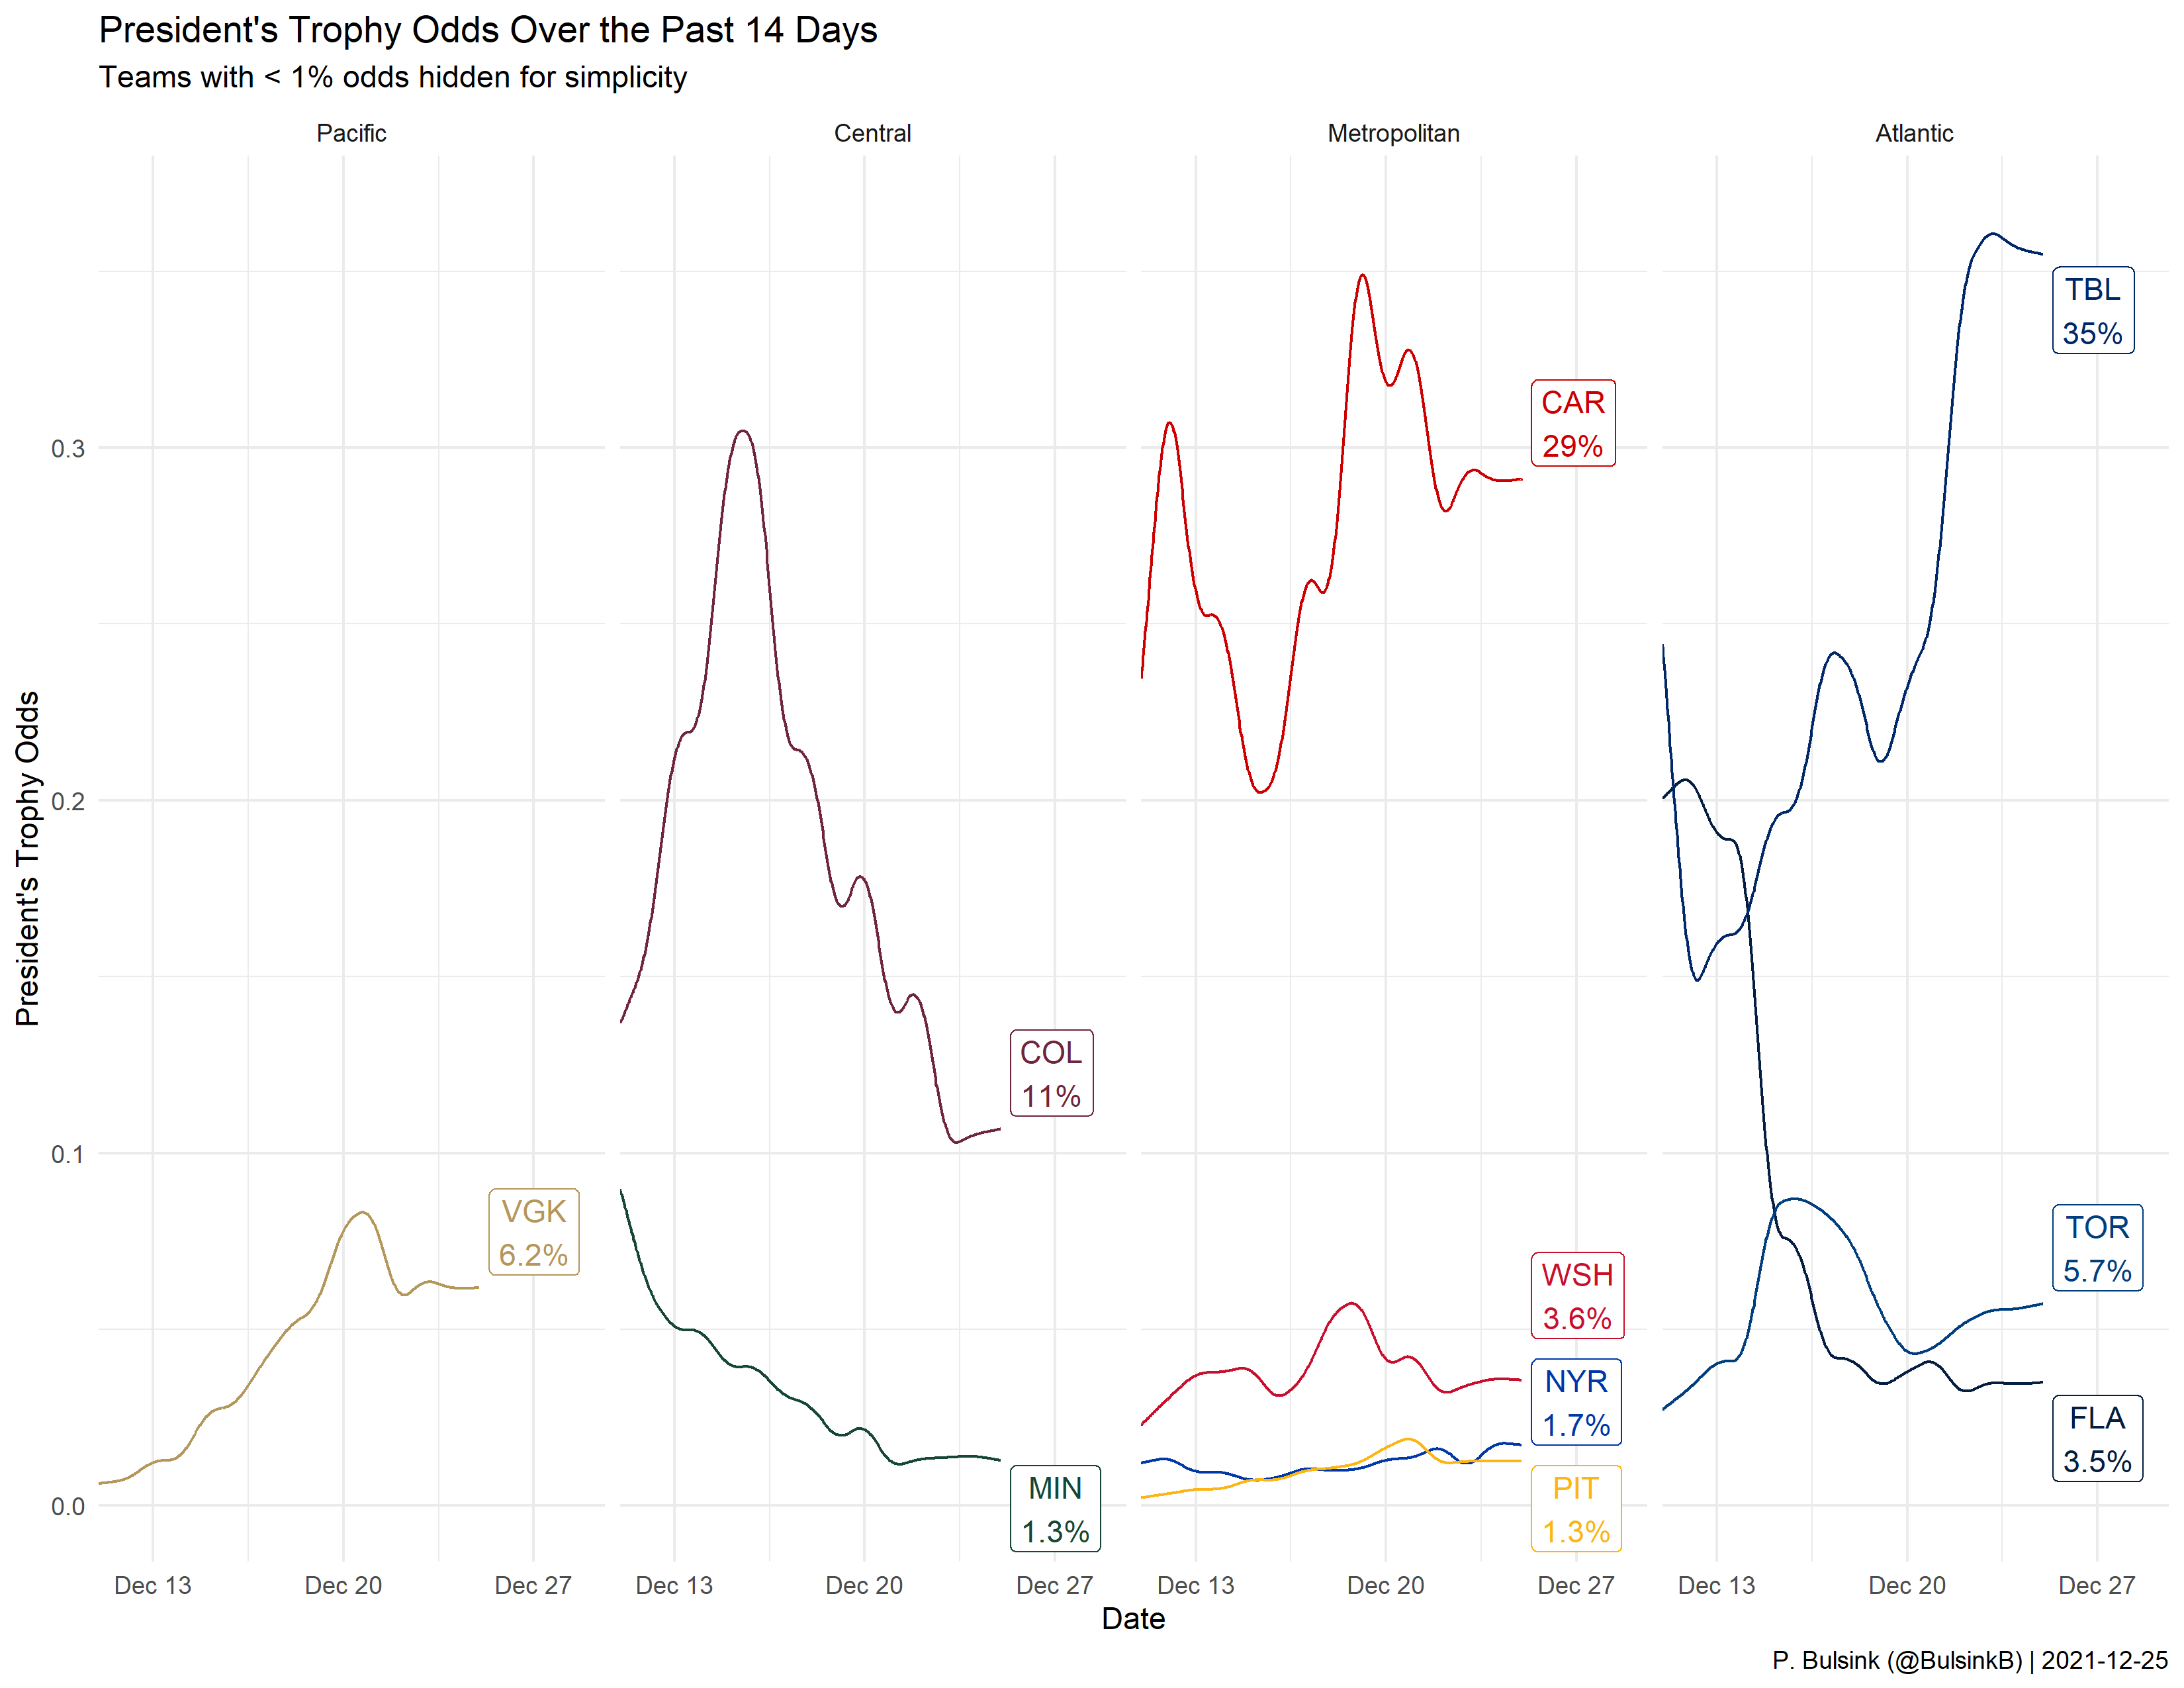 President's Trophy Odds Over the Past 14 Days
Teams with < 1% odds hidden for simplicity
Pacific
Central
Metropolitan
Atlantic
President's Trophy Odds
0.3
0.2
0.1
0.0
VGK
6.2%
COL
11%
MIN
1.3%
CAR
29%
WSH
3.6%
NYR
1.7%
PIT
1.3%
TBL
35%
TOR
5.7%
FLA
3.5%
Dec 13
Dec 20
Dec 27
Dec 13
Dec 20
Dec 27
Dec 13
Dec 20
Dec 27
Dec 13
Dec 20
Dec 27
Date
P. Bulsink (@BulsinkB) | 2021-12-25